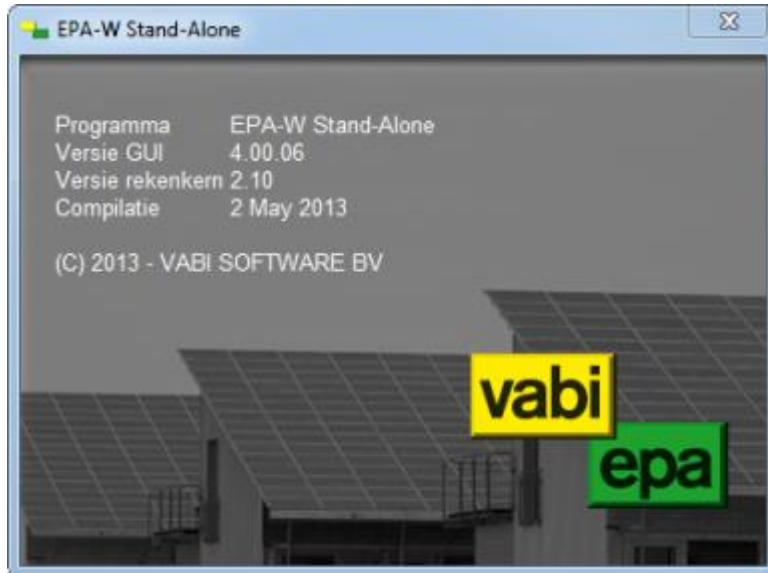 EPA-W Stand-Alone
Programma EPA-W Stand-Alone
Versie GUI 4.00.06
Versie rekenkern 2.10
Compilatie 2 May 2013
(C) 2013 - VABI SOFTWARE BV
vabi
epa